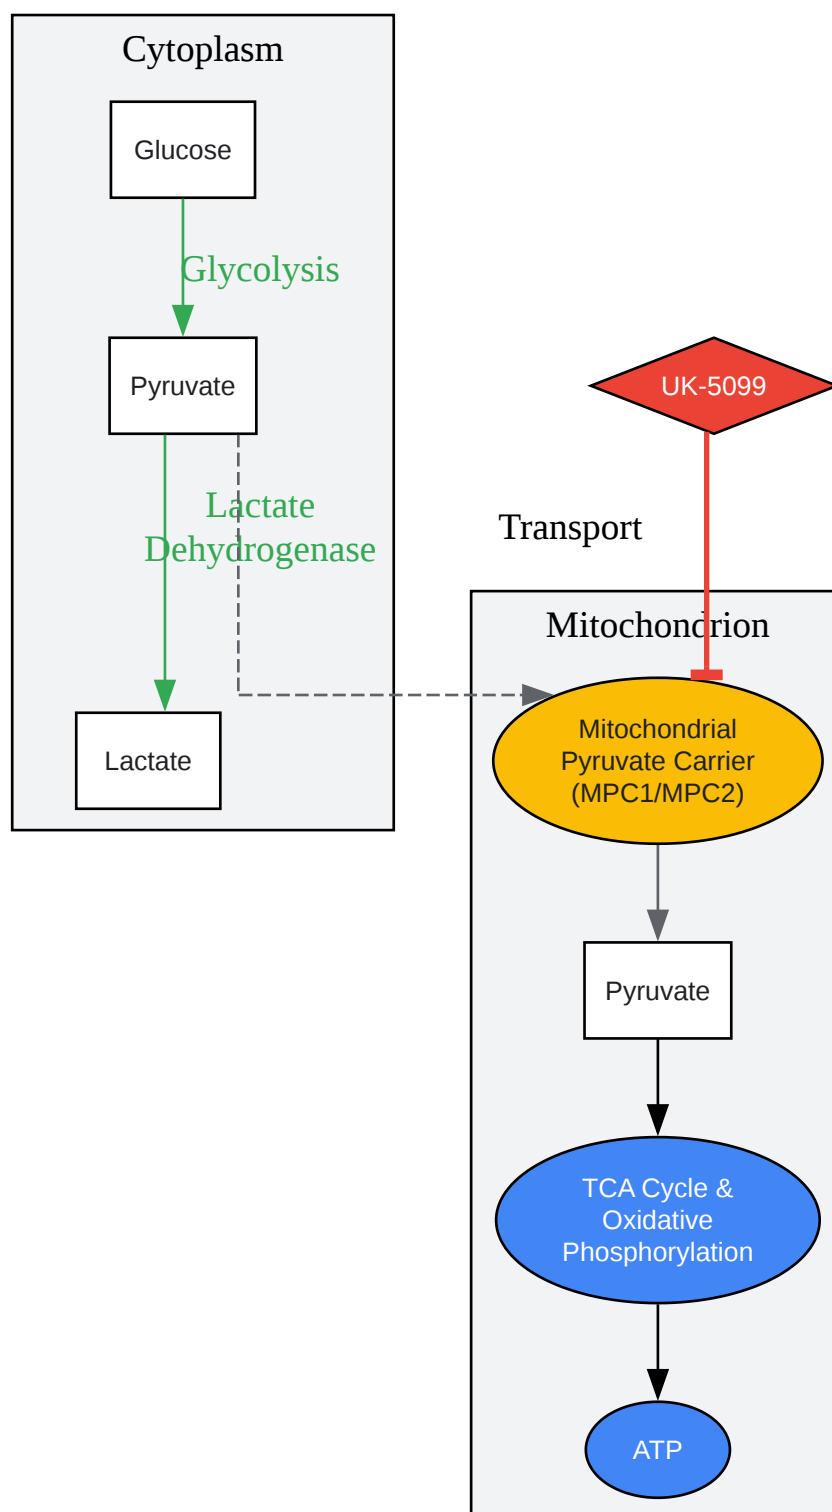 Cytoplasm
Glucose
Glycolysis
Pyruvate
UK-5099
Lactate
Dehydrogenase
Transport
Mitochondrion
Lactate
Mitochondrial
Pyruvate Carrier
(MPC1/MPC2)
Pyruvate
TCA Cycle &
Oxidative
Phosphorylation
ATP